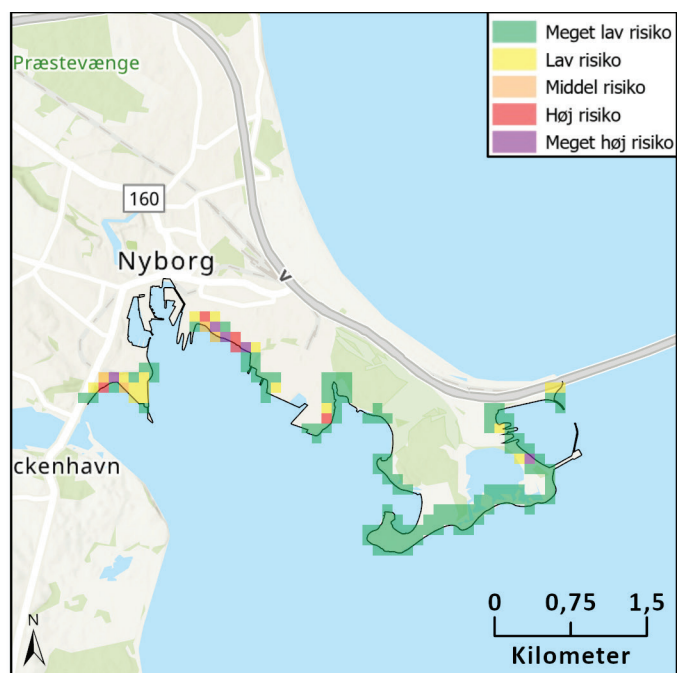 Meget lav risiko
Lav risiko
Middel risiko
Høj risiko
Meget høj risiko
Præstevænge
160
Nyborg
ckenhavn
N
0 0,75 1,5
Kilometer